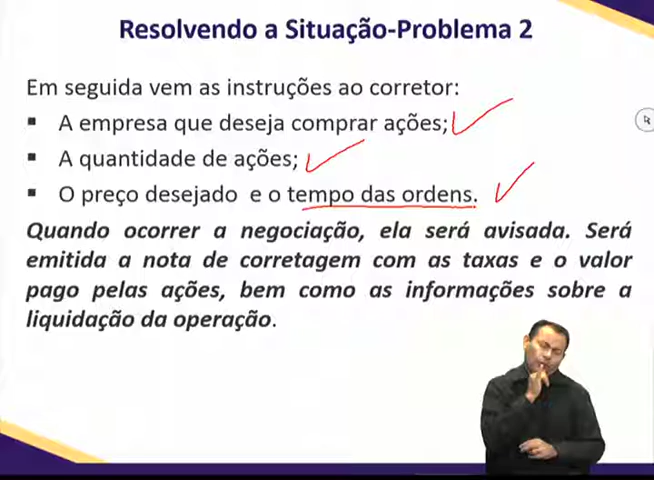 Resolvendo a Situação-Problema 2
Em seguida vem as instruções ao corretor:
▪ A empresa que deseja comprar ações;
▪ A quantidade de ações;
▪ O preço desejado e o tempo das ordens.
Quando ocorrer a negociação, ela será avisada. Será
emitida a nota de corretagem com as taxas e o valor
pago pelas ações, bem como as informações sobre a
liquidação da operação.